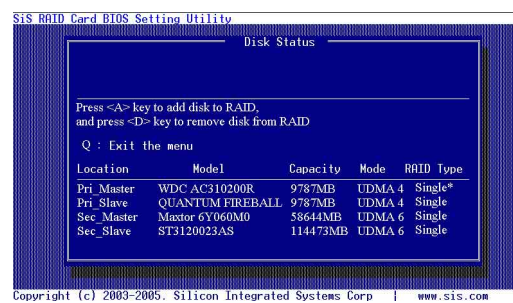 SiS RAID Card BIOS Setting Utility
Disk Status
Press <A> key to add disk to RAID,
and press <D> key to remove disk from RAID
Q : Exit the menu
Location Model Capacity Mode RAID Type
Pri_Master WDC AC310200R 9787MB UDMA 4 Single*
Pri_Slave QUANTUM FIREBALL 9787MB UDMA 4 Single
Sec_Master Maxtor 6Y060M0 58644MB UDMA 6 Single
Sec_Slave ST3120023AS 114473MB UDMA 6 Single
Copyright (c) 2003-2005. Silicon Integrated Systems Corp | www.sis.com